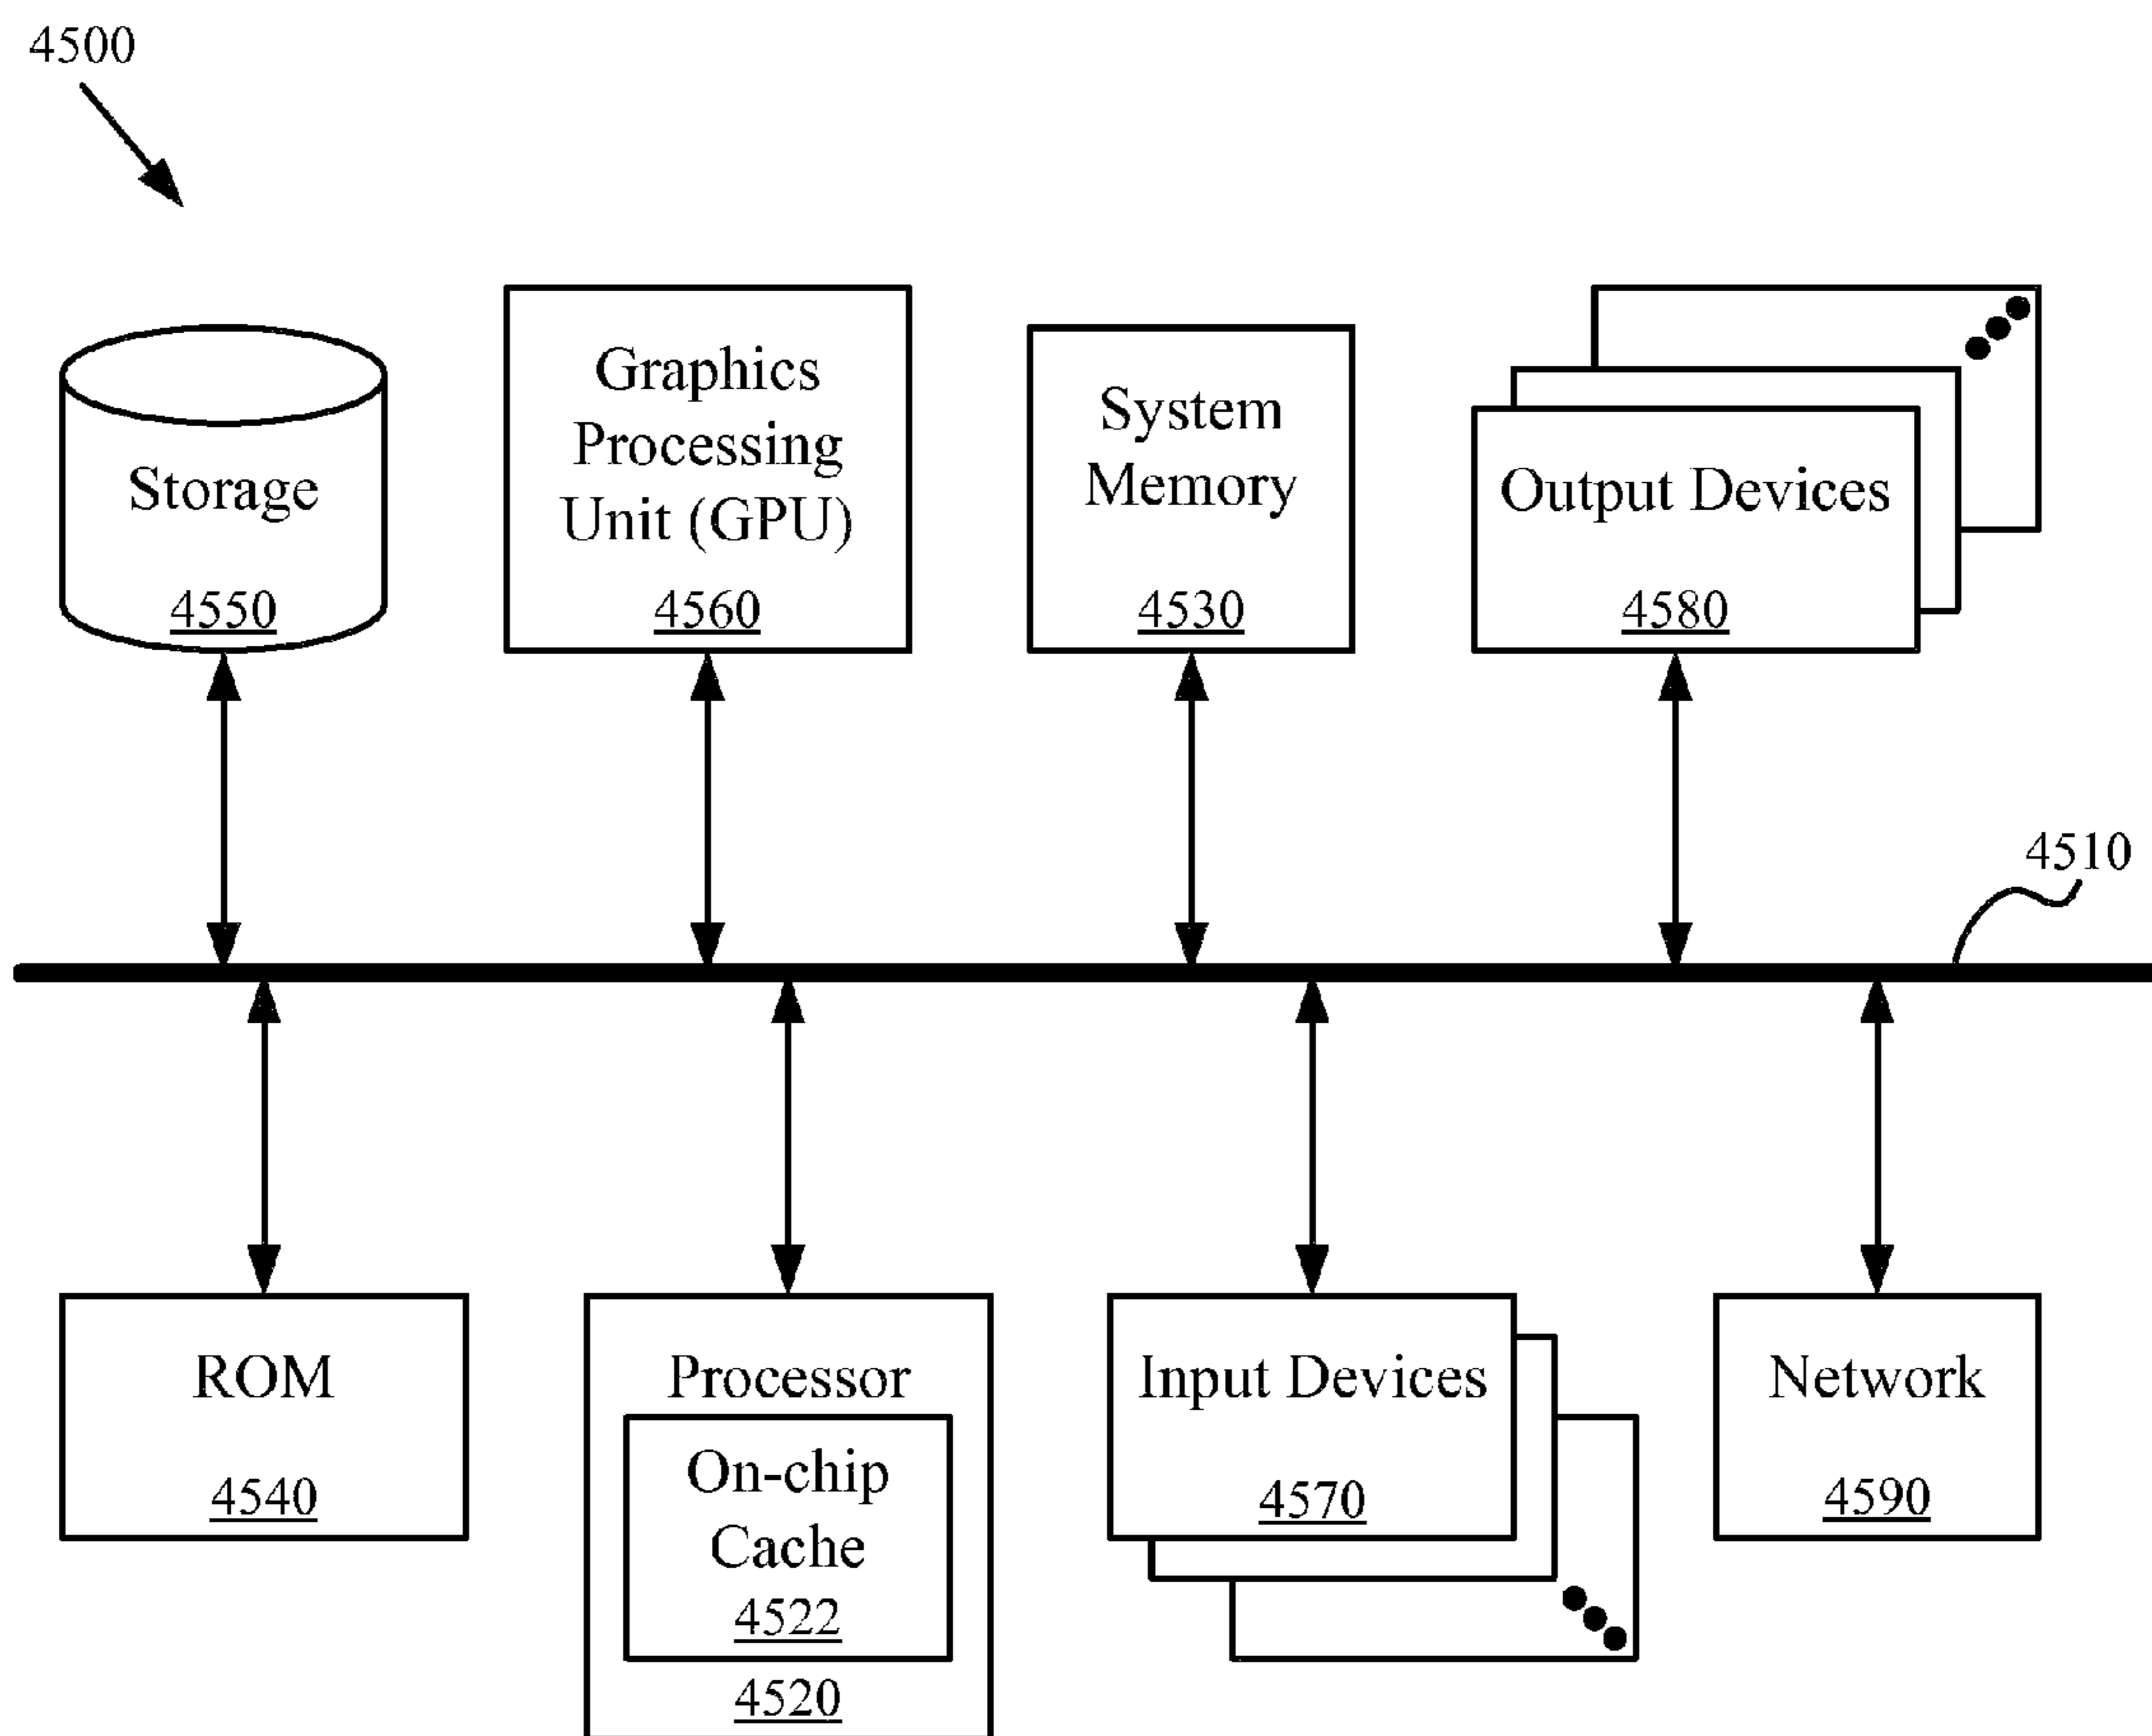 4500
Storage
4550
Graphics
Processing
Unit (GPU)
4560
System
Memory
4530
Output Devices
4580
4510
ROM
4540
Processor
On-chip
Cache
4522
4520
Input Devices
4570
Network
4590